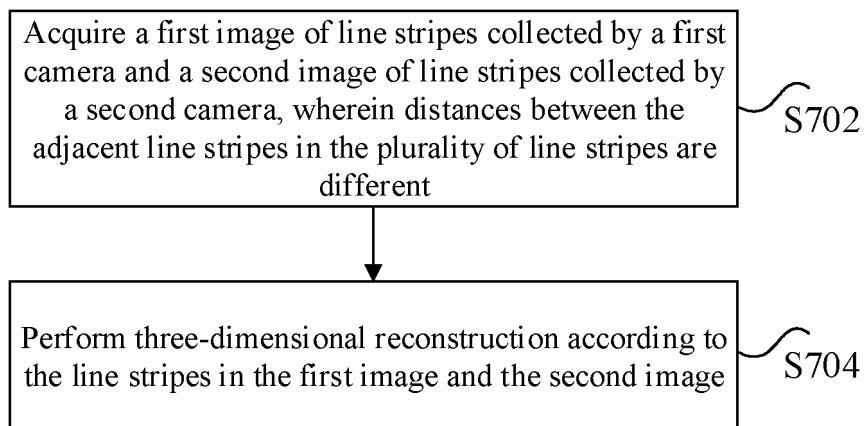 Acquire a first image of line stripes collected by a first
camera and a second image of line stripes collected by
a second camera, wherein distances between the
adjacent line stripes in the plurality of line stripes are
different
S702
Perform three-dimensional reconstruction according to
the line stripes in the first image and the second image
S704